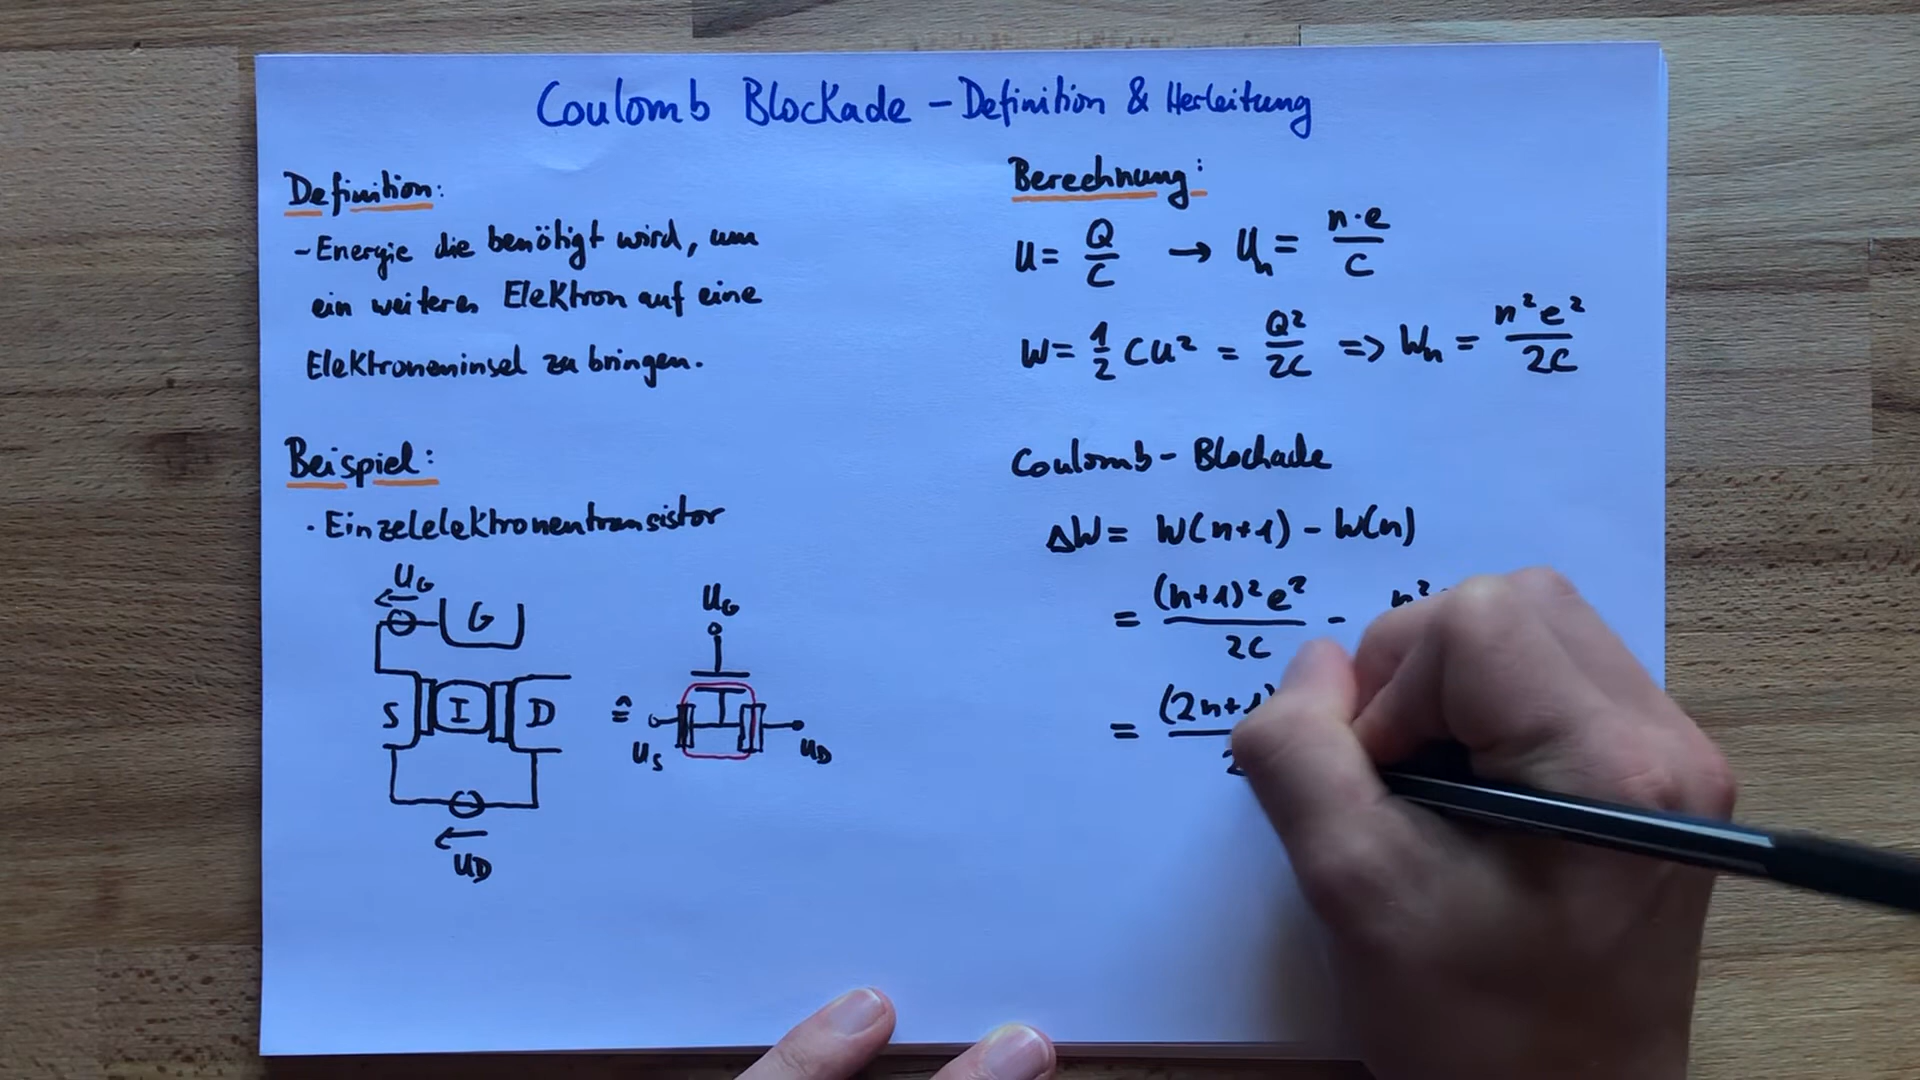 Coulomb Blockade – Definition & Herleitung
Definition:
- Energie die benötigt wird, um
ein weiteres Elektron auf eine
Elektroneninsel zu bringen.
Beispiel:
· Einzelelektronentransistor
U_G
G
S I D
U_D
≙
U_G
U_S
U_D
Berechnung:
U = Q/C → U_n = n·e/C
W = 1/2 CU² = Q²/2C => W_n = n²e²/2C
Coulomb-Blockade
ΔW = W(n+1) - W(n)
= (n+1)²e²/2C - n²
= (2n+1)